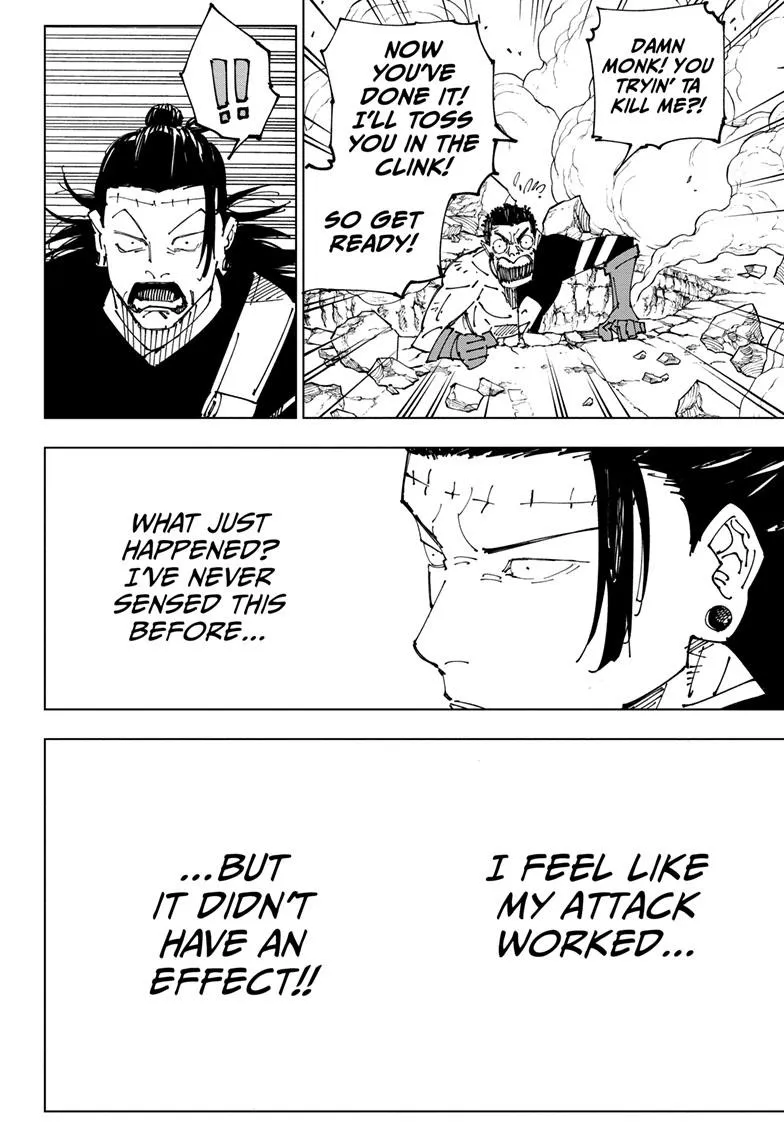 DAMN
MONK! YOU
TRYIN' TA
KILL ME?!
NOW
YOU'VE
DONE IT!
I'LL TOSS
YOU IN THE
CLINK!
SO GET
READY!
!!
WHAT JUST
HAPPENED?
I'VE NEVER
SENSED THIS
BEFORE...
I FEEL LIKE
MY ATTACK
WORKED...
...BUT
IT DIDN'T
HAVE AN
EFFECT!!